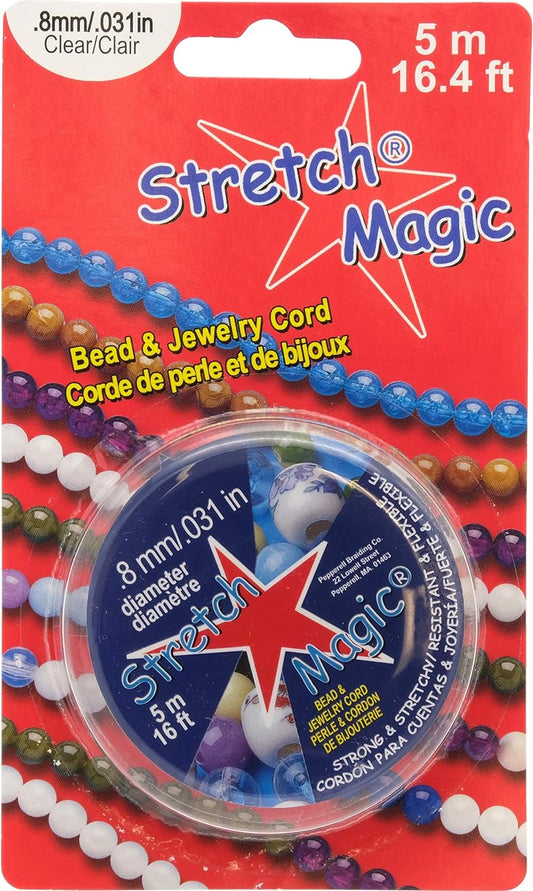 .8mm/.031in
Clear/Clair
5 m
16.4 ft
Stretch®
Magic
Bead & Jewelry Cord
Corde de perle et de bijoux
.8 mm/.031 in
diameter
diamètre
5 m
16 ft
Stretch
Magic®
Pepperell Braiding Co.
22 Lowell Street
Pepperell, MA. 01463
BEAD &
JEWELRY CORD
PERLE & CORDON
DE BIJOUTERIE
STRONG & STRETCHY/ RESISTANT & FLEXIBLE
CORDÓN PARA CUENTAS & JOYERÍA/FUERTE & FLEXIBLE